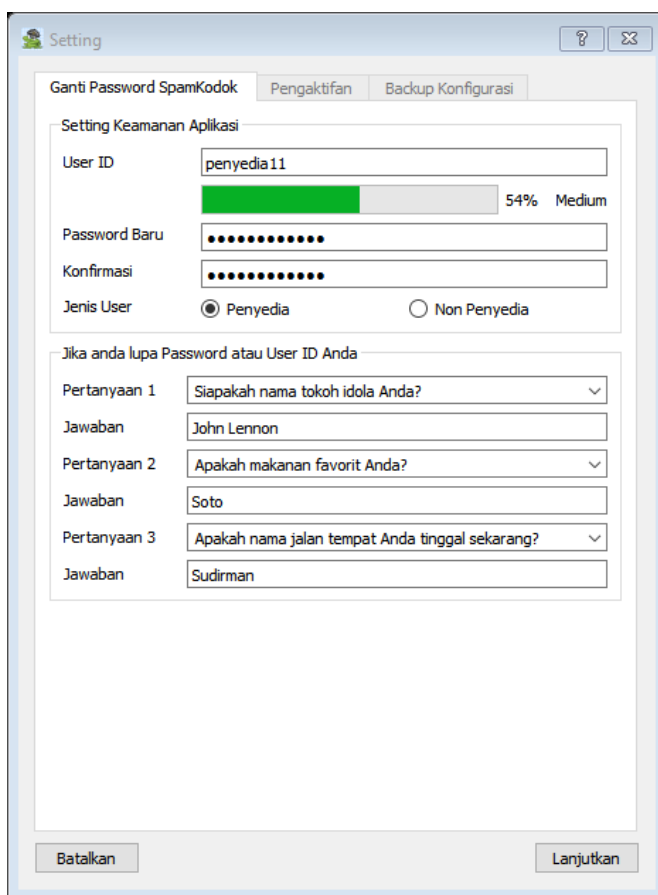 Setting
Ganti Password SpamKodok Pengaktifan Backup Konfigurasi
Setting Keamanan Aplikasi
User ID penyedia11
54% Medium
Password Baru ••••••••••••
Konfirmasi ••••••••••••
Jenis User Penyedia Non Penyedia
Jika anda lupa Password atau User ID Anda
Pertanyaan 1 Siapakah nama tokoh idola Anda?
Jawaban John Lennon
Pertanyaan 2 Apakah makanan favorit Anda?
Jawaban Soto
Pertanyaan 3 Apakah nama jalan tempat Anda tinggal sekarang?
Jawaban Sudirman
Batalkan Lanjutkan